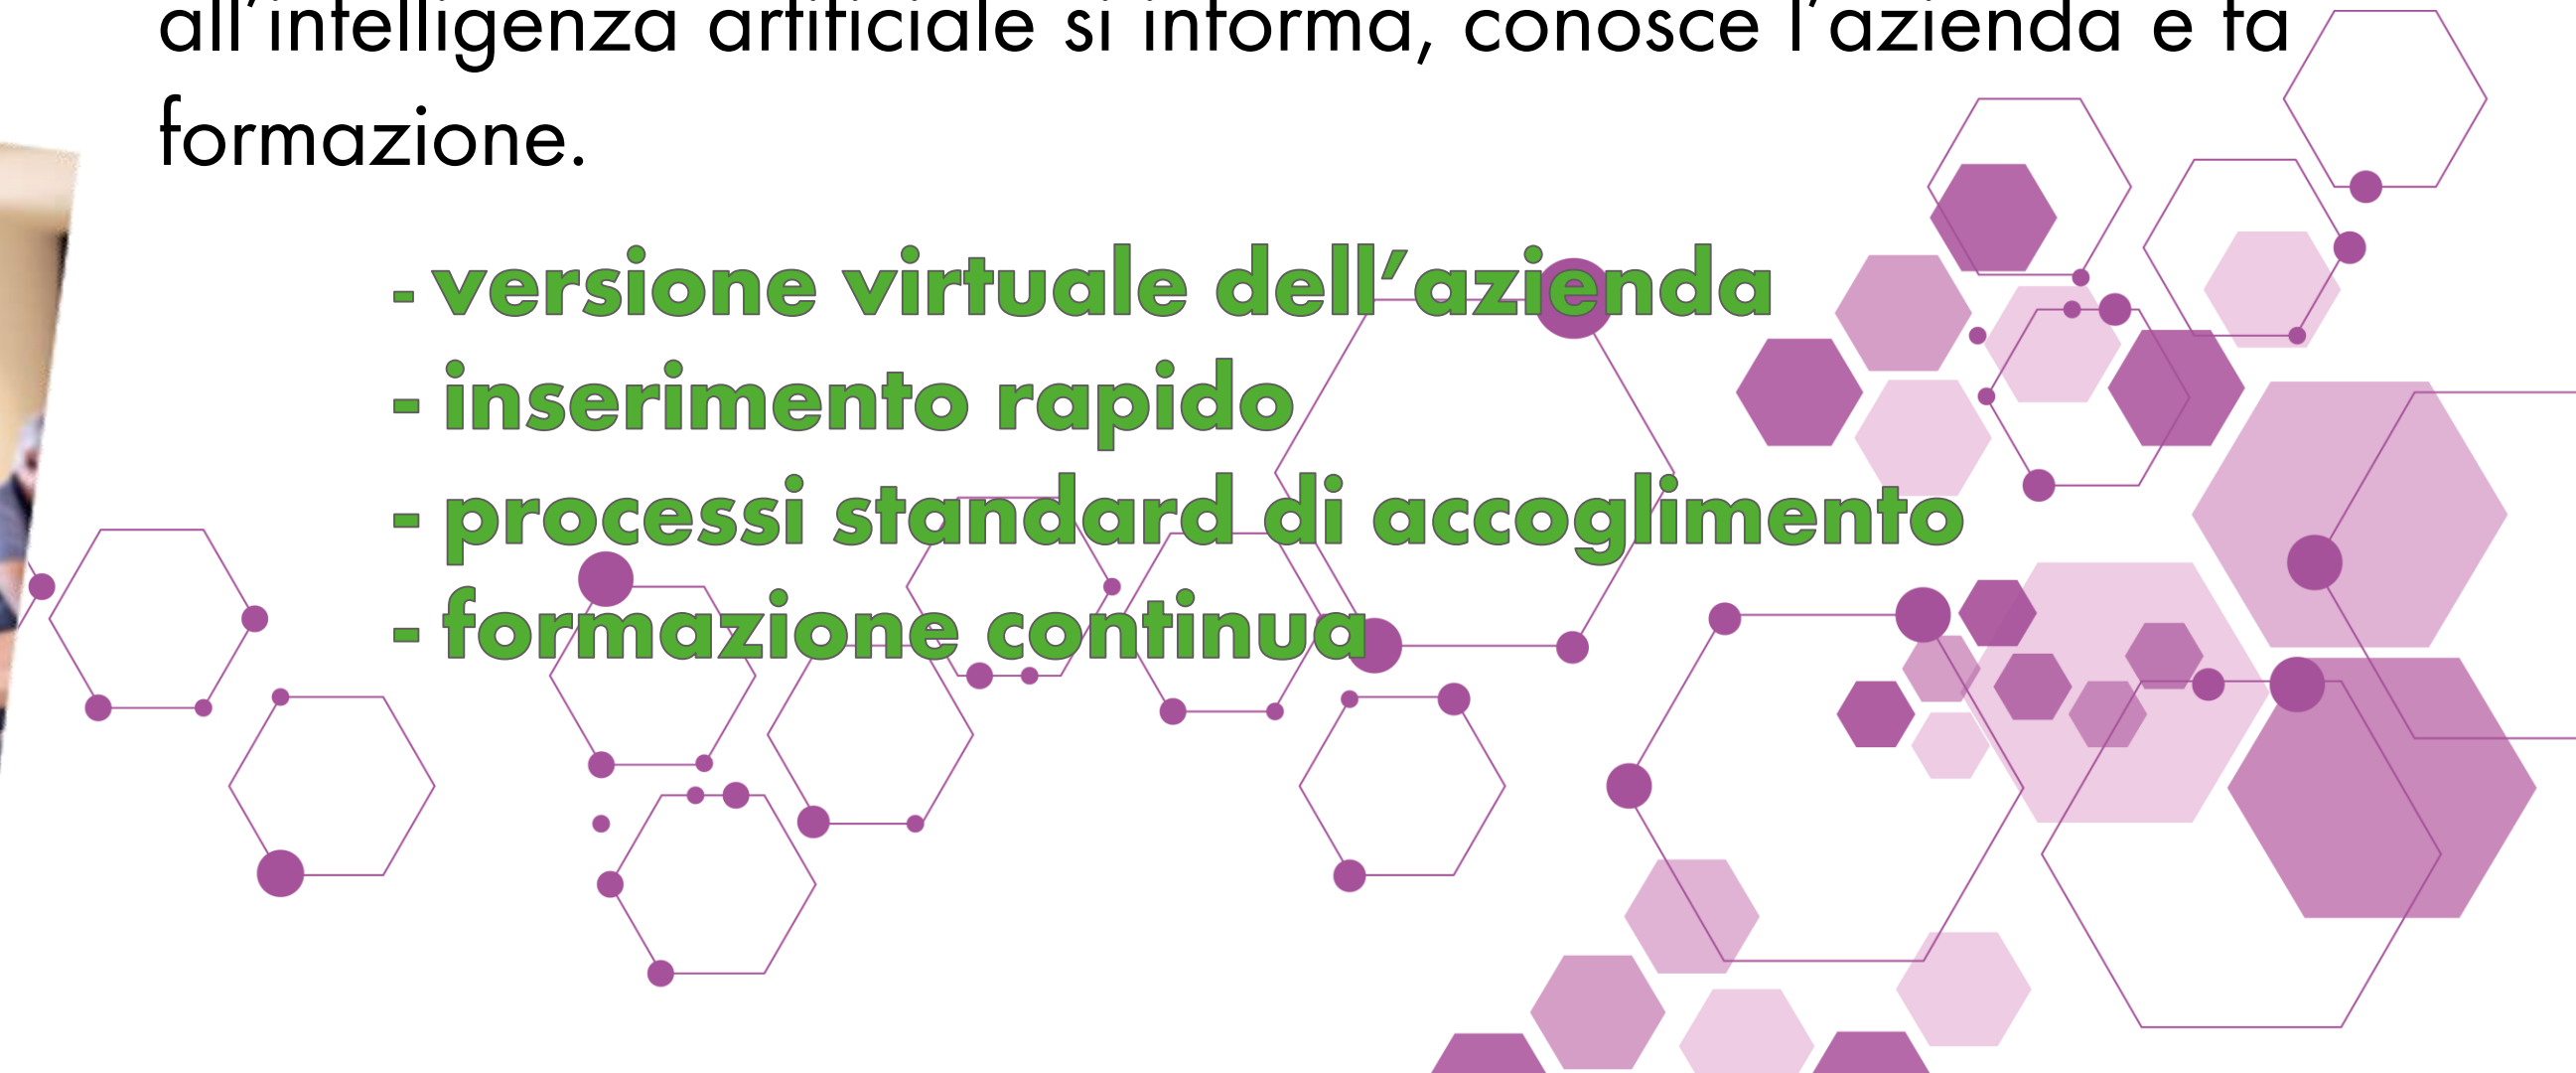 all’intelligenza artificiale si informa, conosce l’azienda e fa
formazione.
- versione virtuale dell’azienda
- inserimento rapido
- processi standard di accoglimento
- formazione continua